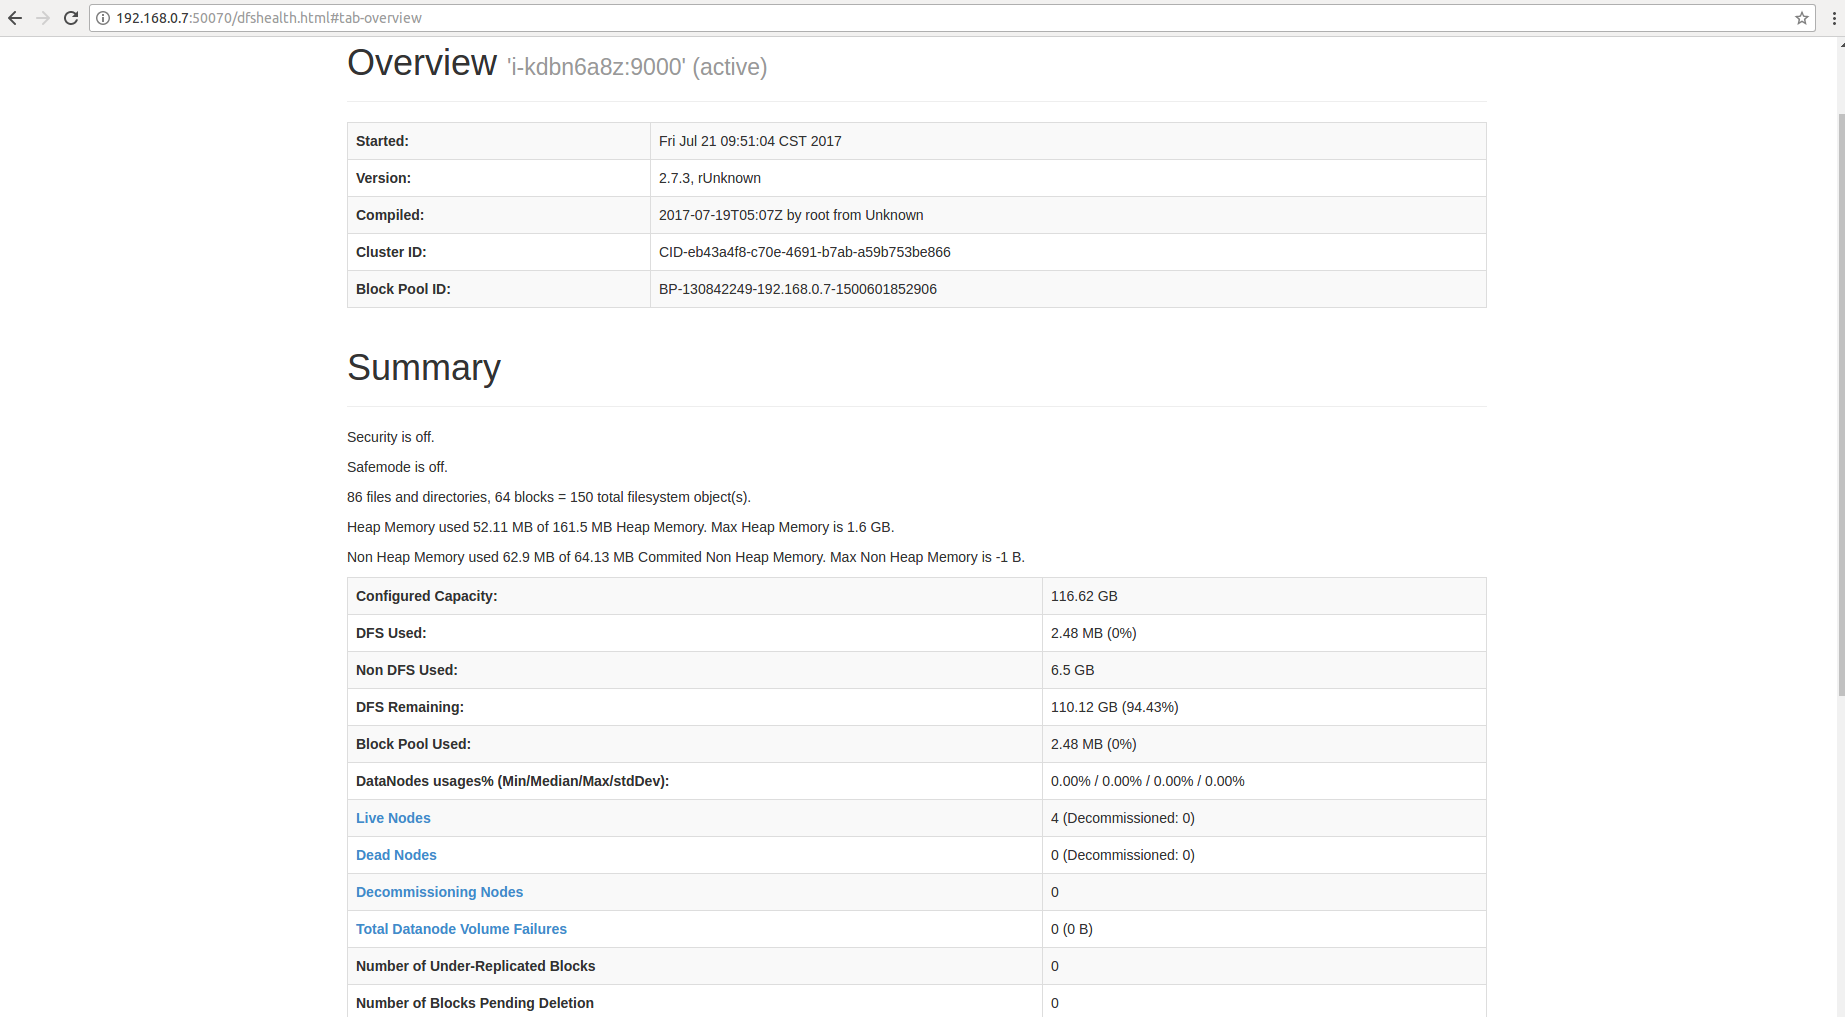 192.168.0.7:50070/dfshealth.html#tab-overview
Overview 'i-kdbn6a8z:9000' (active)
Started: Fri Jul 21 09:51:04 CST 2017
Version: 2.7.3, rUnknown
Compiled: 2017-07-19T05:07Z by root from Unknown
Cluster ID: CID-eb43a4f8-c70e-4691-b7ab-a59b753be866
Block Pool ID: BP-130842249-192.168.0.7-1500601852906
Summary
Security is off.
Safemode is off.
86 files and directories, 64 blocks = 150 total filesystem object(s).
Heap Memory used 52.11 MB of 161.5 MB Heap Memory. Max Heap Memory is 1.6 GB.
Non Heap Memory used 62.9 MB of 64.13 MB Commited Non Heap Memory. Max Non Heap Memory is -1 B.
Configured Capacity: 116.62 GB
DFS Used: 2.48 MB (0%)
Non DFS Used: 6.5 GB
DFS Remaining: 110.12 GB (94.43%)
Block Pool Used: 2.48 MB (0%)
DataNodes usages% (Min/Median/Max/stdDev): 0.00% / 0.00% / 0.00% / 0.00%
Live Nodes 4 (Decommissioned: 0)
Dead Nodes 0 (Decommissioned: 0)
Decommissioning Nodes 0
Total Datanode Volume Failures 0 (0 B)
Number of Under-Replicated Blocks 0
Number of Blocks Pending Deletion 0